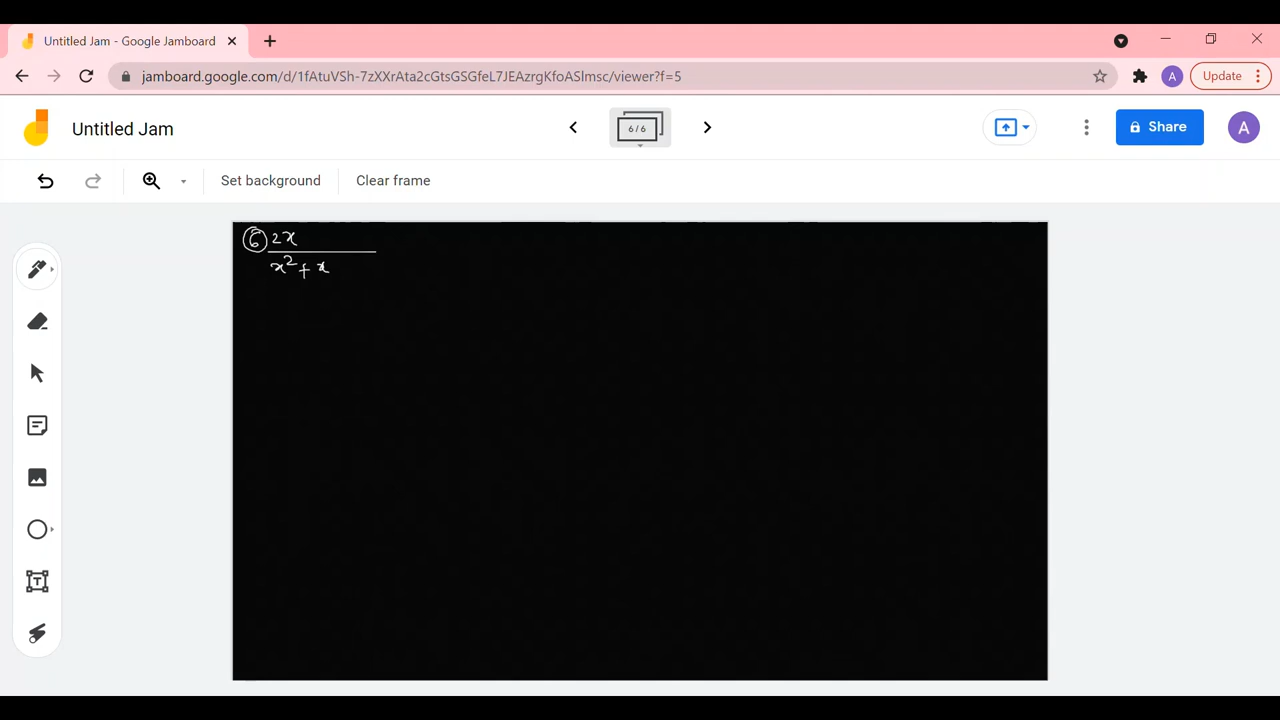 Untitled Jam - Google Jamboard
jamboard.google.com/d/1fAtuVSh-7zXXrAta2cGtsGSGfeL7JEAzrgKfoASlmsc/viewer?f=5
A
Update
Untitled Jam
6 / 6
Share
A
Set background
Clear frame
6 2x
x² + x
T